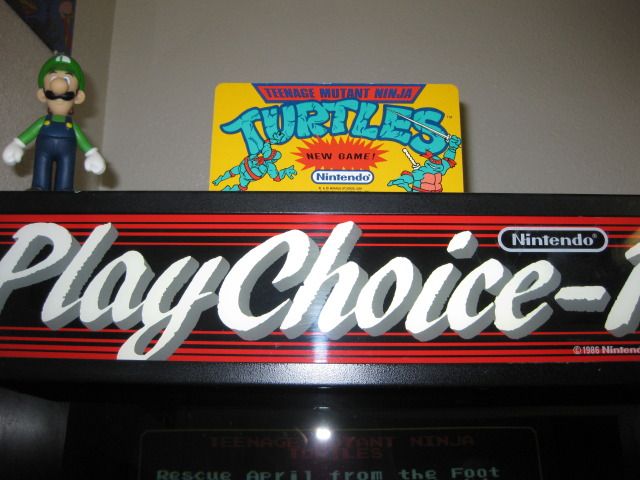 TEENAGE MUTANT NINJA
TURTLES
NEW GAME!
Nintendo
PlayChoice-1
Nintendo
©1986 Nintendo
TEENAGE MUTANT NINJA
TURTLES
Rescue April from the Foot